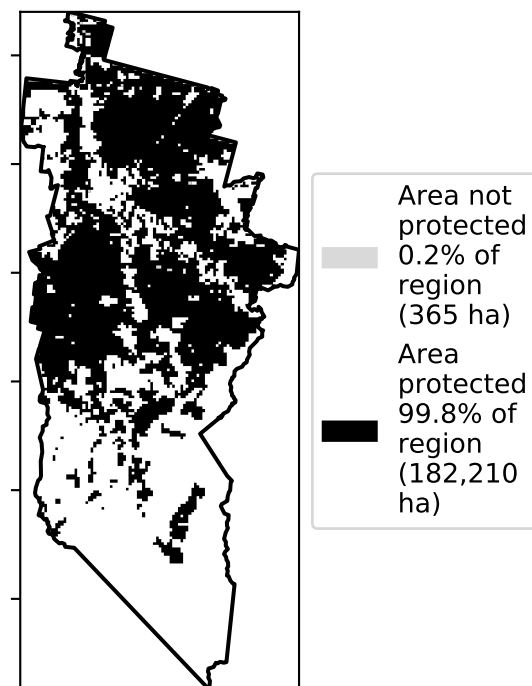 Area not
protected
0.2% of
region
(365 ha)
Area
protected
99.8% of
region
(182,210
ha)